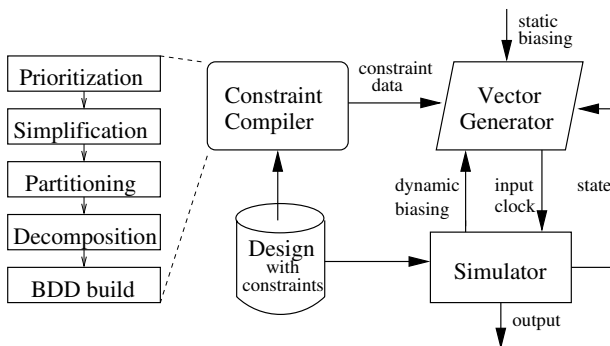 Prioritization
Simplification
Partitioning
Decomposition
BDD build
Constraint
Compiler
constraint
data
static
biasing
Vector
Generator
dynamic
biasing
input
clock
state
Design
with
constraints
Simulator
output